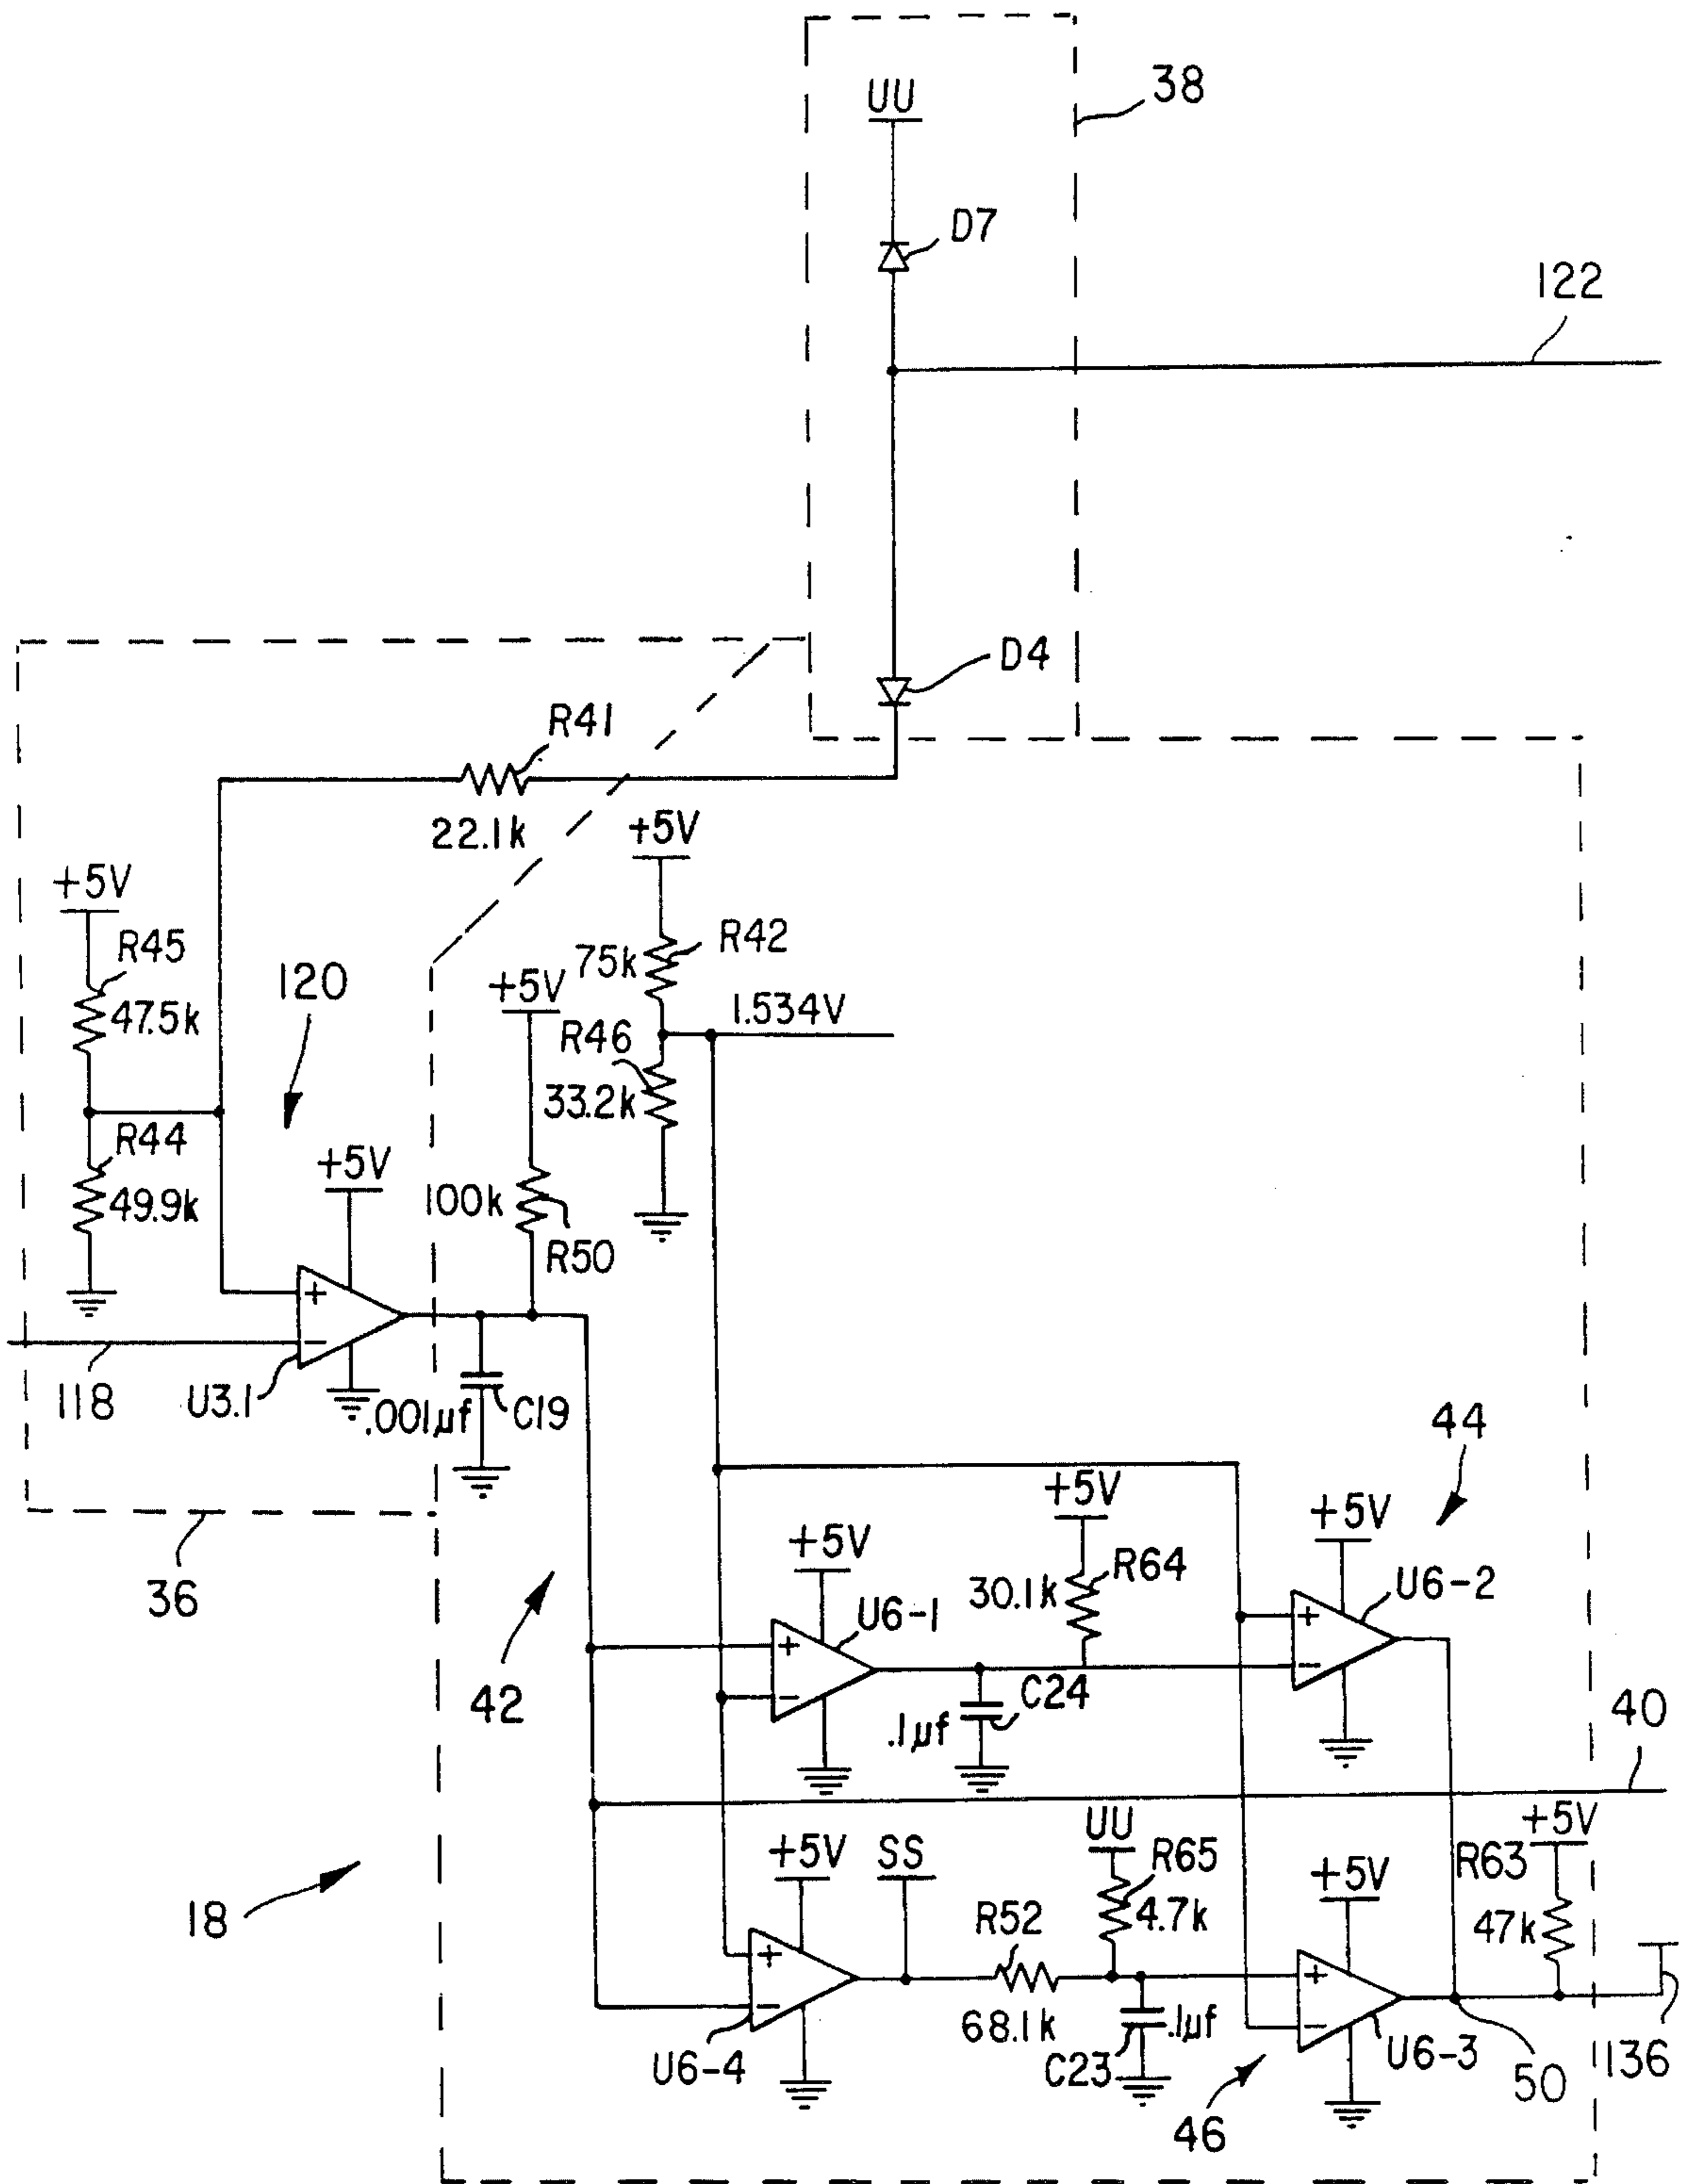 UU
38
D7
122
D4
R41
22.1k
+5V
+5V
R45
47.5k
120
+5V
75k
R42
1.534V
R46
33.2k
R44
49.9k
+5V
100k
R50
118
U3.1
.001µf
C19
36
44
+5V
+5V
+5V
R64
30.1k
U6-2
U6-1
42
C24
.1µf
40
+5V
UU
+5V
SS
R65
4.7k
+5V
R63
47k
18
R52
68.1k
.1µf
C23
U6-4
U6-3
50
136
46